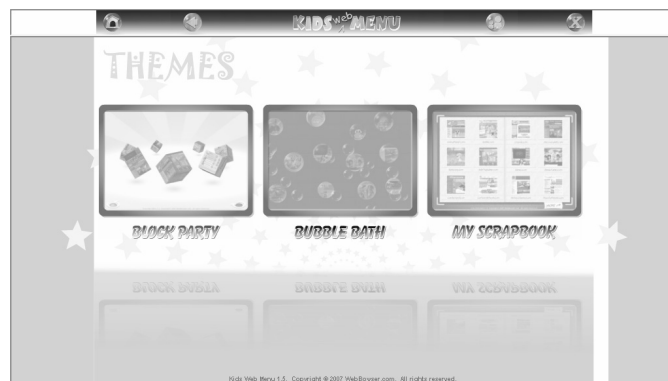 KIDS Web MENU
THEMES
BLOCK PARTY
BUBBLE BATH
MY SCRAPBOOK
Kids Web Menu 1.5. Copyright © 2007 WebBowser.com. All rights reserved.